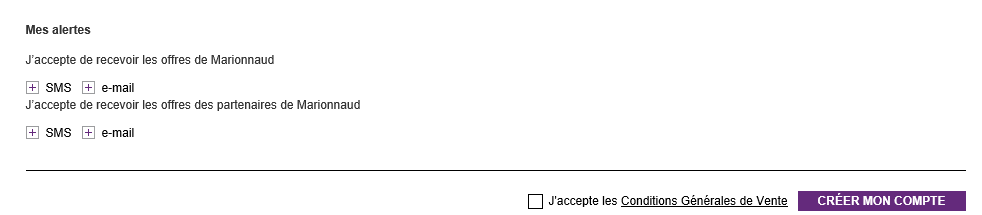 Mes alertes
J'accepte de recevoir les offres de Marionnaud
SMS e-mail
J'accepte de recevoir les offres des partenaires de Marionnaud
SMS e-mail
J'accepte les Conditions Générales de Vente CRÉER MON COMPTE